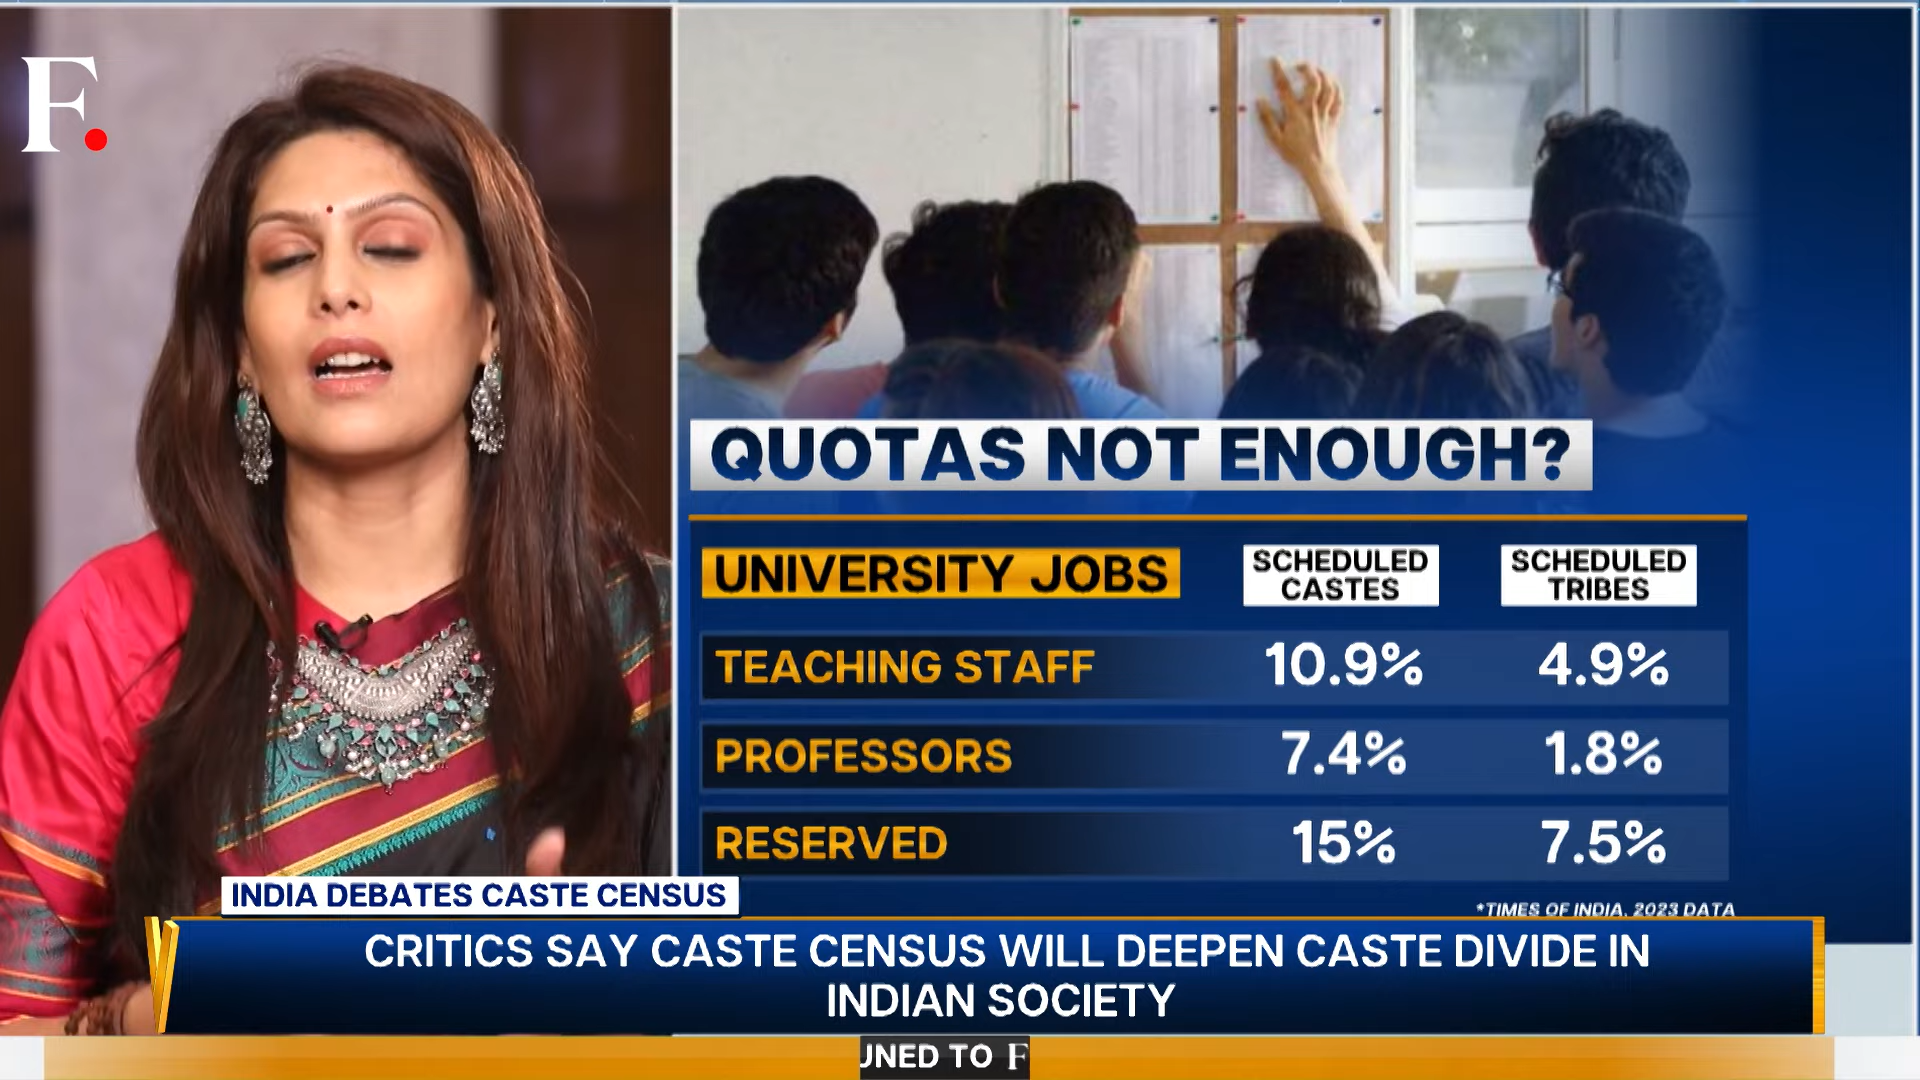 F.
QUOTAS NOT ENOUGH?
UNIVERSITY JOBS
SCHEDULED
CASTES
SCHEDULED
TRIBES
TEACHING STAFF 10.9% 4.9%
PROFESSORS 7.4% 1.8%
RESERVED 15% 7.5%
*TIMES OF INDIA, 2023 DATA
INDIA DEBATES CASTE CENSUS
CRITICS SAY CASTE CENSUS WILL DEEPEN CASTE DIVIDE IN
INDIAN SOCIETY
UNED TO F